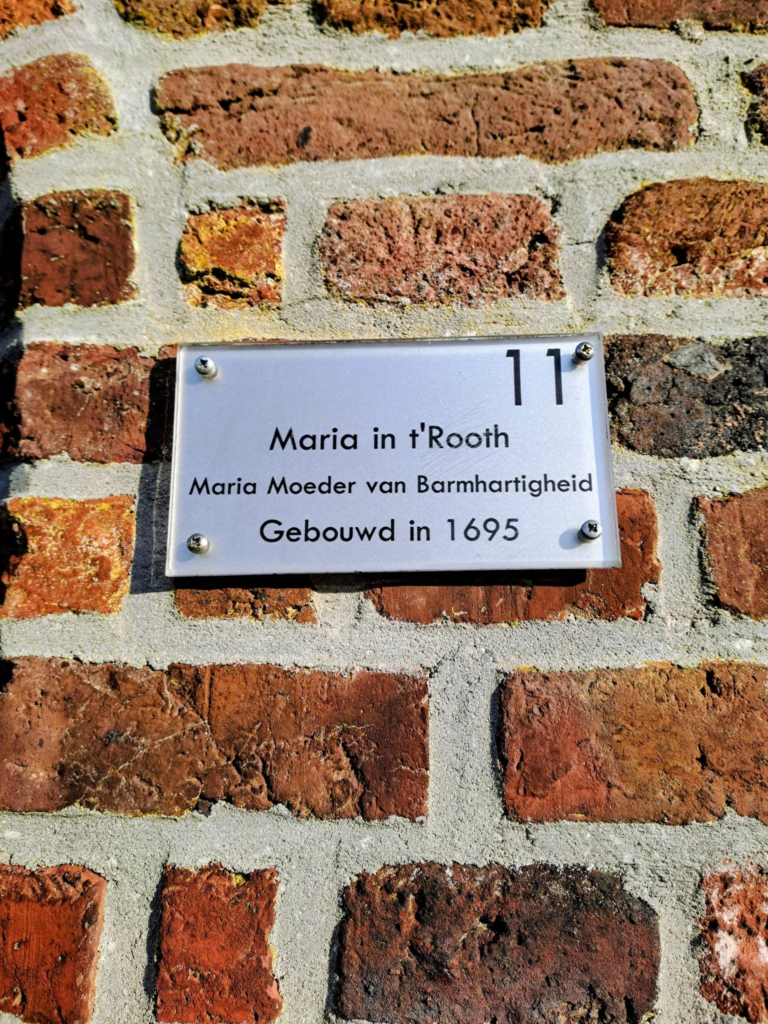 11
Maria in t'Rooth
Maria Moeder van Barmhartigheid
Gebouwd in 1695